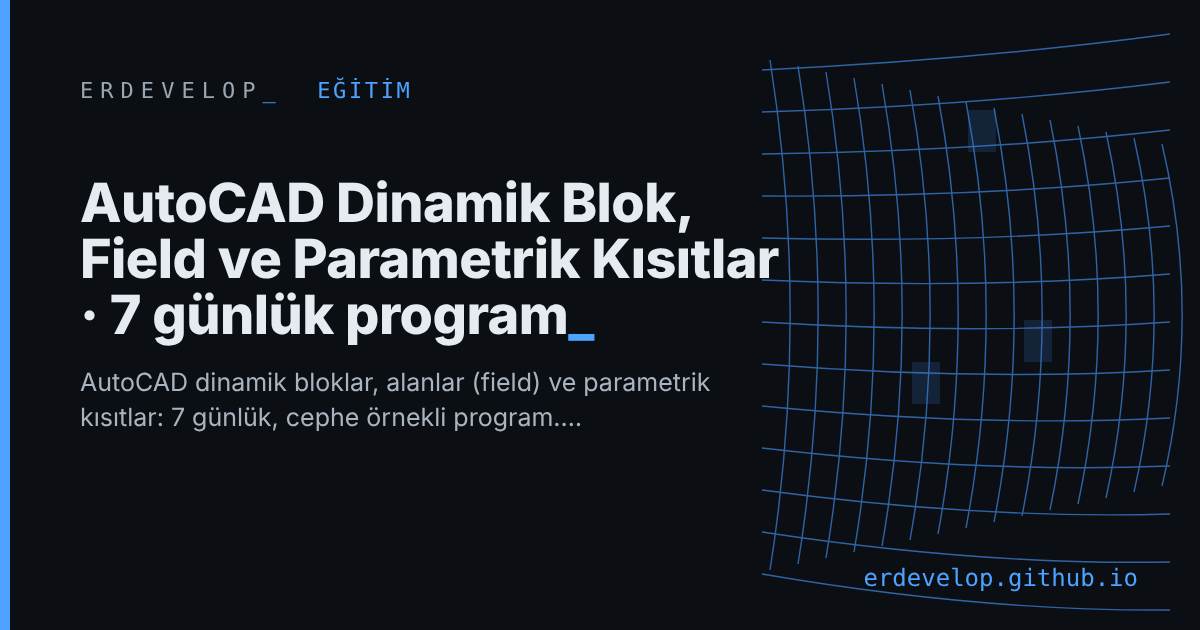 ERDEVELOP_ EĞİTİM
AutoCAD Dinamik Blok,
Field ve Parametrik Kısıtlar
· 7 günlük program_
AutoCAD dinamik bloklar, alanlar (field) ve parametrik
kısıtlar: 7 günlük, cephe örnekli program....
erdevelop.github.io